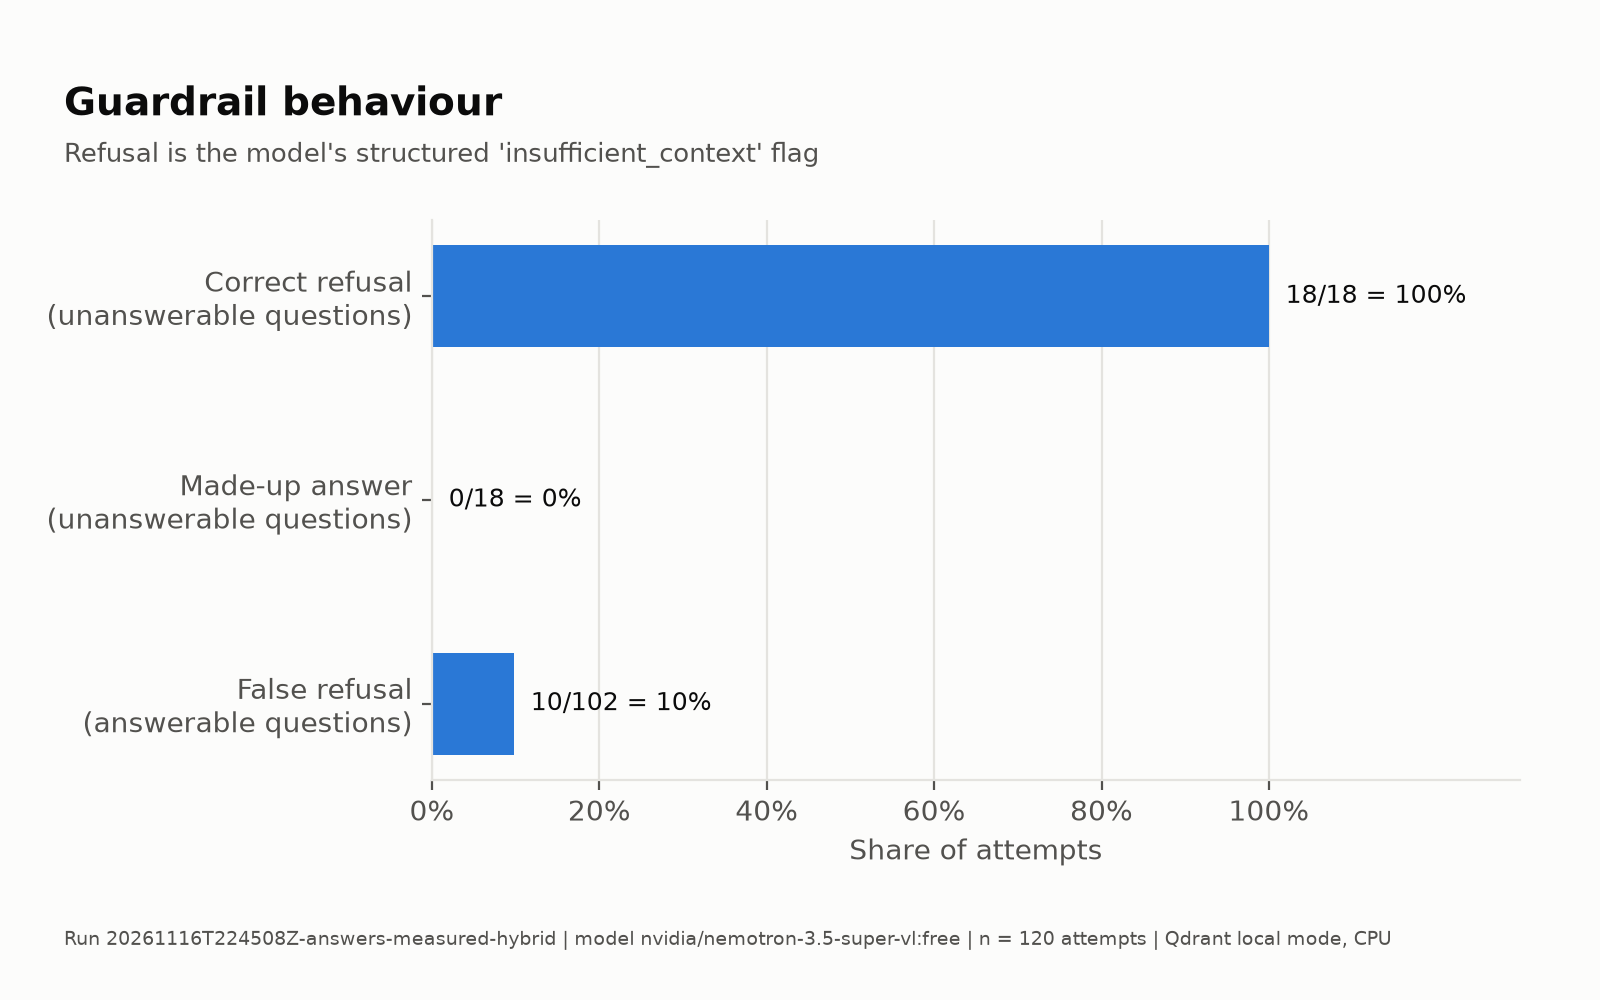 Guardrail behaviour
Refusal is the model's structured 'insufficient_context' flag
Correct refusal
(unanswerable questions)
18/18 = 100%
Made-up answer
(unanswerable questions)
0/18 = 0%
False refusal
(answerable questions)
10/102 = 10%
0% 20% 40% 60% 80% 100%
Share of attempts
Run 20261116T224508Z-answers-measured-hybrid | model nvidia/nemotron-3.5-super-vl:free | n = 120 attempts | Qdrant local mode, CPU